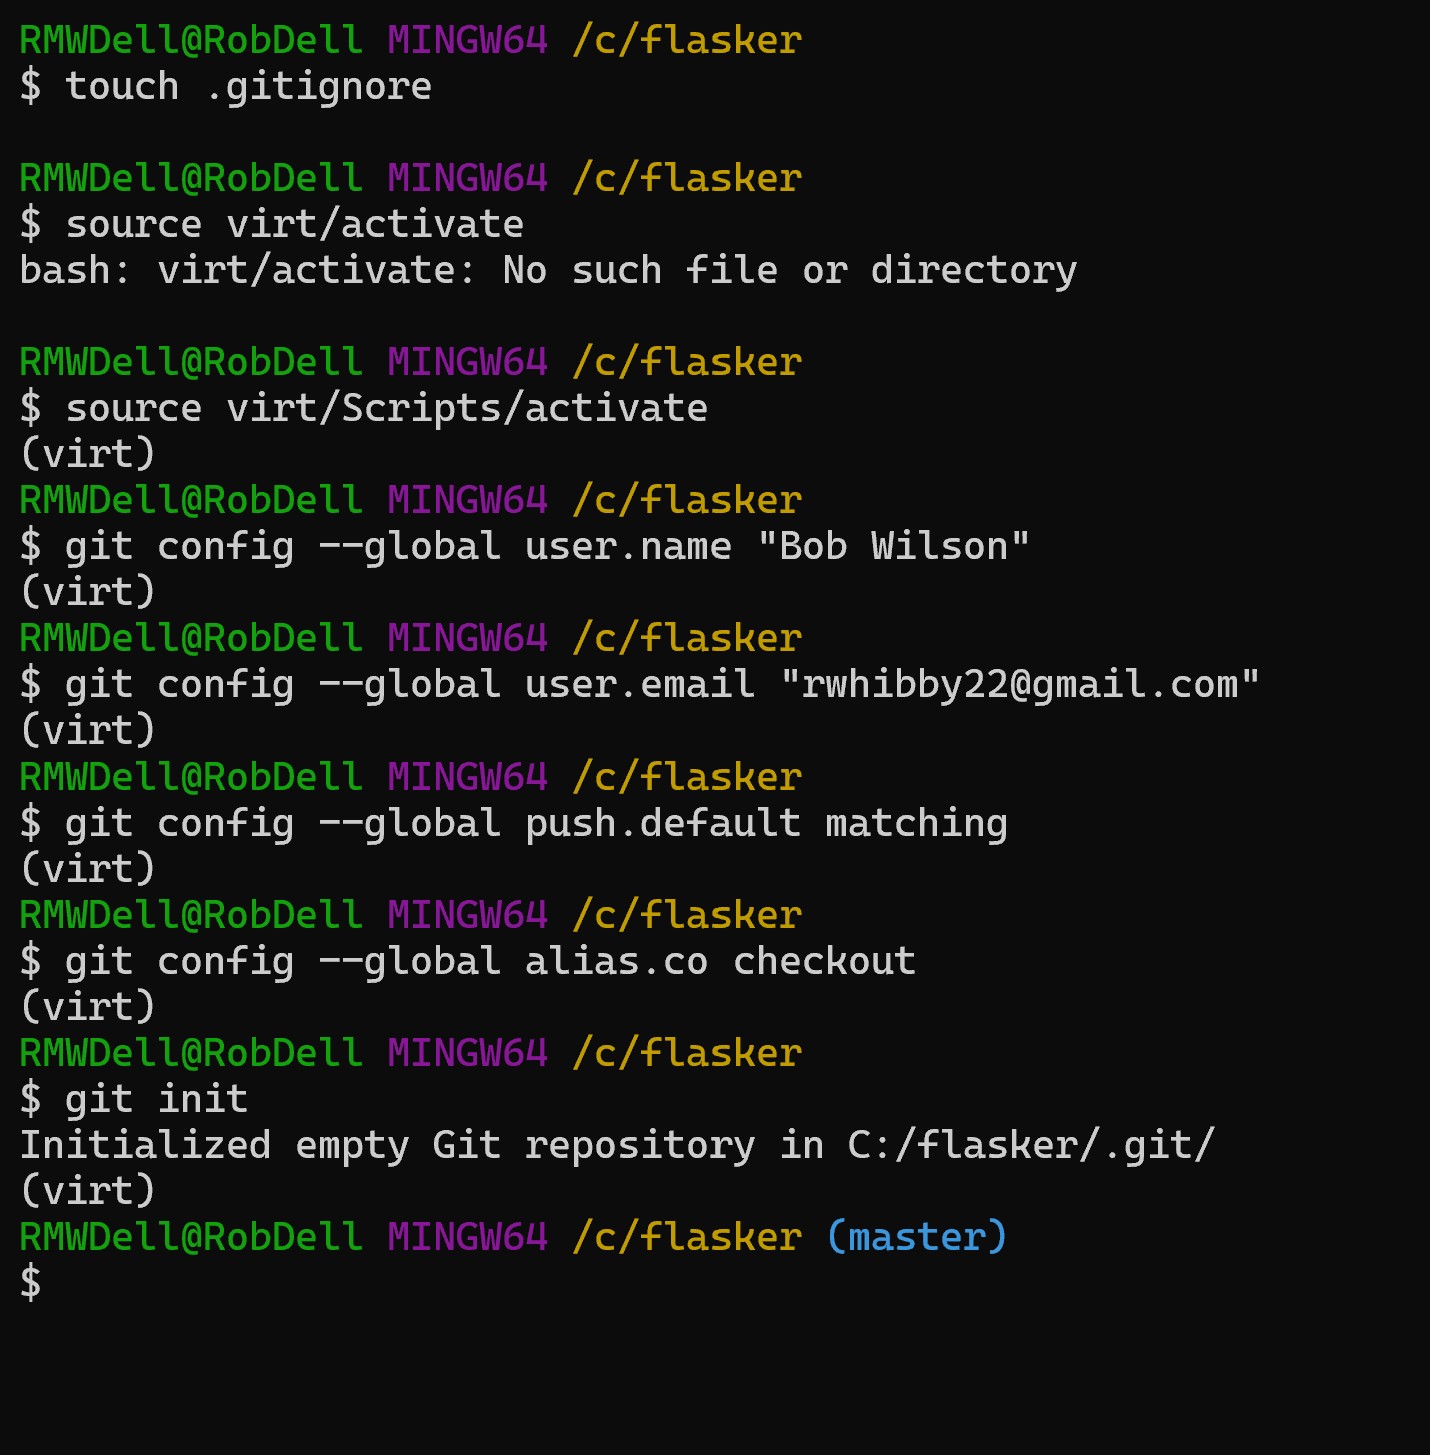 RMWDell@RobDell MINGW64 /c/flasker
$ touch .gitignore
RMWDell@RobDell MINGW64 /c/flasker
$ source virt/activate
bash: virt/activate: No such file or directory
RMWDell@RobDell MINGW64 /c/flasker
$ source virt/Scripts/activate
(virt)
RMWDell@RobDell MINGW64 /c/flasker
$ git config --global user.name "Bob Wilson"
(virt)
RMWDell@RobDell MINGW64 /c/flasker
$ git config --global user.email "rwhibby22@gmail.com"
(virt)
RMWDell@RobDell MINGW64 /c/flasker
$ git config --global push.default matching
(virt)
RMWDell@RobDell MINGW64 /c/flasker
$ git config --global alias.co checkout
(virt)
RMWDell@RobDell MINGW64 /c/flasker
$ git init
Initialized empty Git repository in C:/flasker/.git/
(virt)
RMWDell@RobDell MINGW64 /c/flasker (master)
$